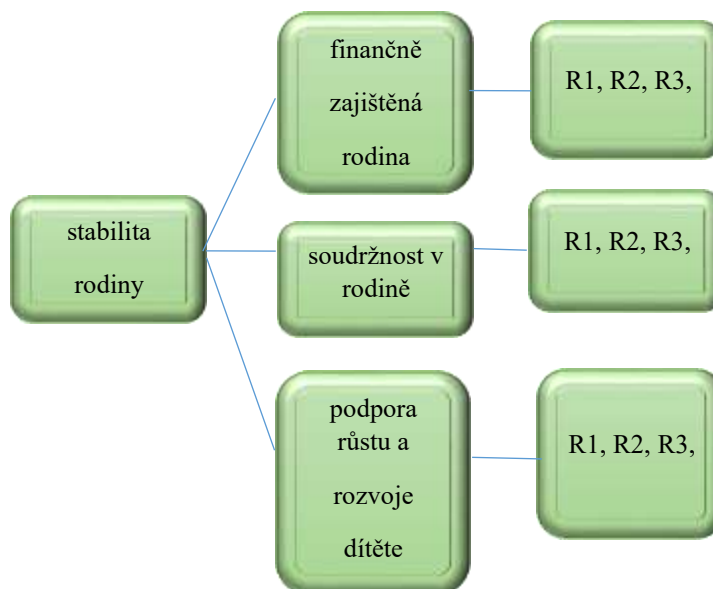 finančně
zajištěná
rodina
R1, R2, R3,
stabilita
rodiny
soudržnost v
rodině
R1, R2, R3,
podpora
růstu a
rozvoje
dítěte
R1, R2, R3,